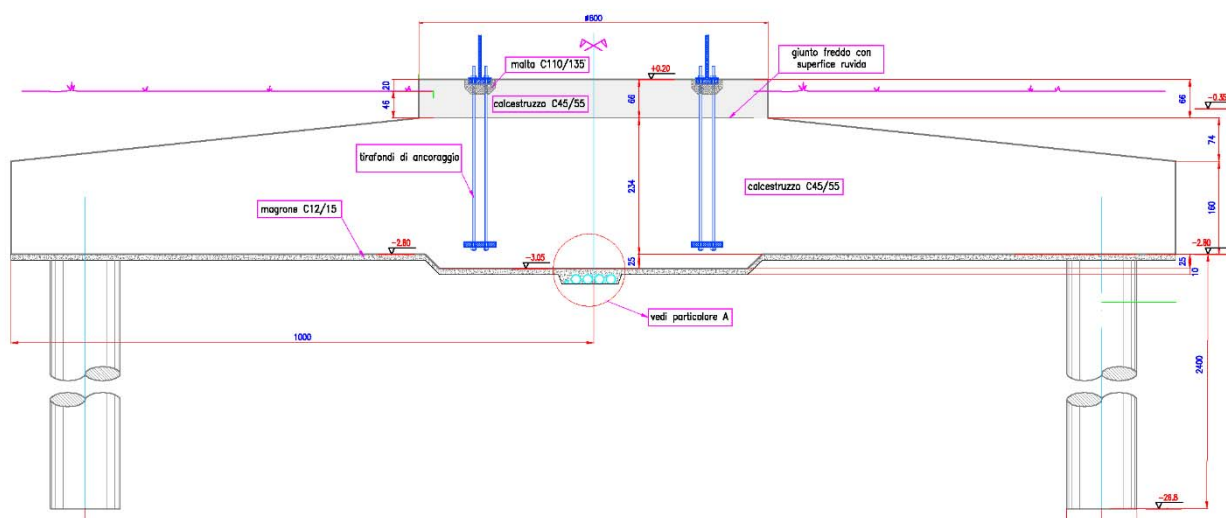 ø600
malta C110/135
+0.20
giunto freddo con
superfice ruvida
20
46
calcestruzzo C45/55
66
66
-0.35
74
tirafondi di ancoraggio
234
calcestruzzo C45/55
160
magrone C12/15
-2.80
-3.05
25
-2.80
25
10
vedi particolare A
1000
2400
-26.8